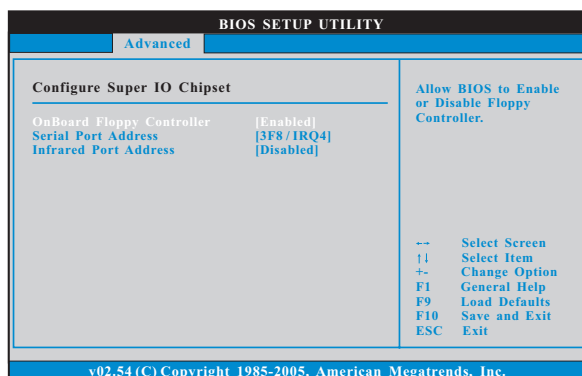 BIOS SETUP UTILITY
Advanced
Configure Super IO Chipset
OnBoard Floppy Controller [Enabled]
Serial Port Address [3F8 / IRQ4]
Infrared Port Address [Disabled]
Allow BIOS to Enable
or Disable Floppy
Controller.
←→ Select Screen
↑↓ Select Item
+- Change Option
F1 General Help
F9 Load Defaults
F10 Save and Exit
ESC Exit
v02.54 (C) Copyright 1985-2005, American Megatrends, Inc.